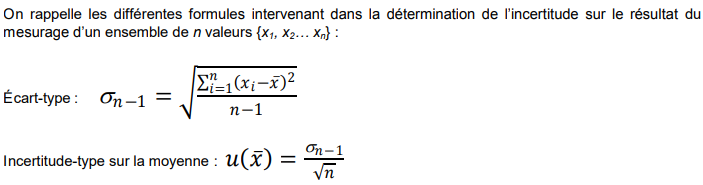 On rappelle les différentes formules intervenant dans la détermination de l'incertitude sur le résultat du
mesurage d'un ensemble de n valeurs {x₁, x₂… xₙ} :
Écart-type : σₙ₋₁ = √(∑ⁿᵢ₌₁(xᵢ−x̄)² / n−1)
Incertitude-type sur la moyenne : u(x̄) = σₙ₋₁ / √n